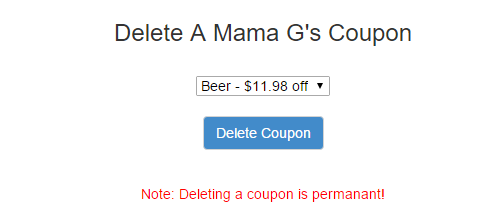 Delete A Mama G's Coupon
Beer - $11.98 off
Delete Coupon
Note: Deleting a coupon is permanant!